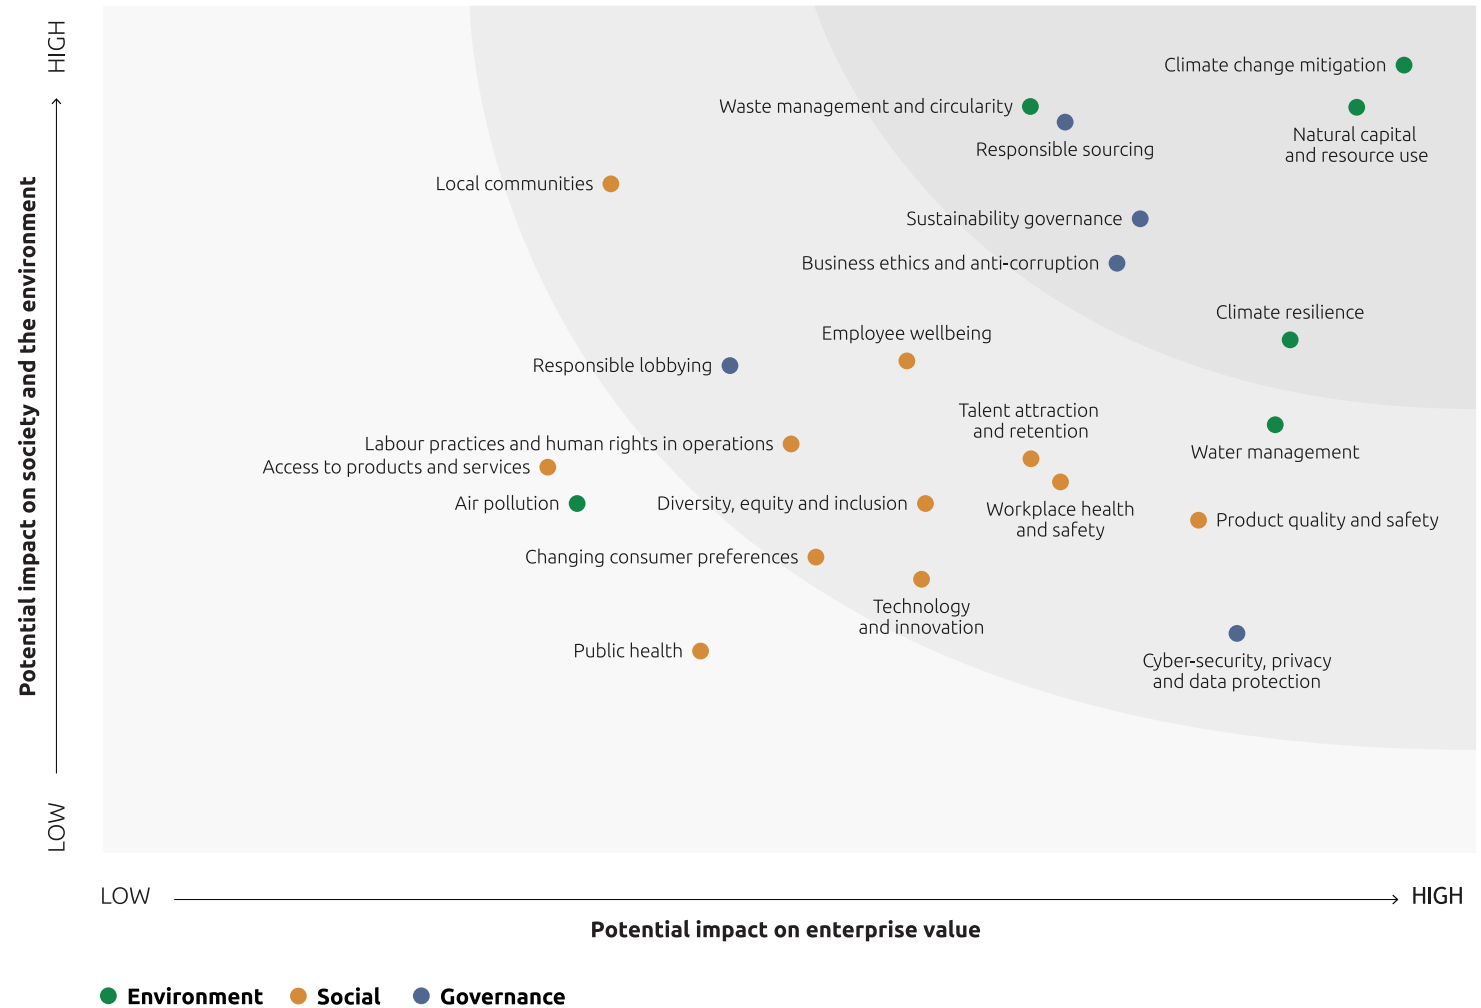 HIGH
Climate change mitigation
Waste management and circularity
Natural capital
and resource use
Responsible sourcing
Local communities
Sustainability governance
Business ethics and anti-corruption
Climate resilience
Employee wellbeing
Responsible lobbying
Talent attraction
and retention
Labour practices and human rights in operations
Water management
Access to products and services
Air pollution
Diversity, equity and inclusion
Workplace health
and safety
Product quality and safety
Changing consumer preferences
Technology
and innovation
Public health
Cyber-security, privacy
and data protection
Potential impact on society and the environment
LOW
LOW
HIGH
Potential impact on enterprise value
Environment
Social
Governance